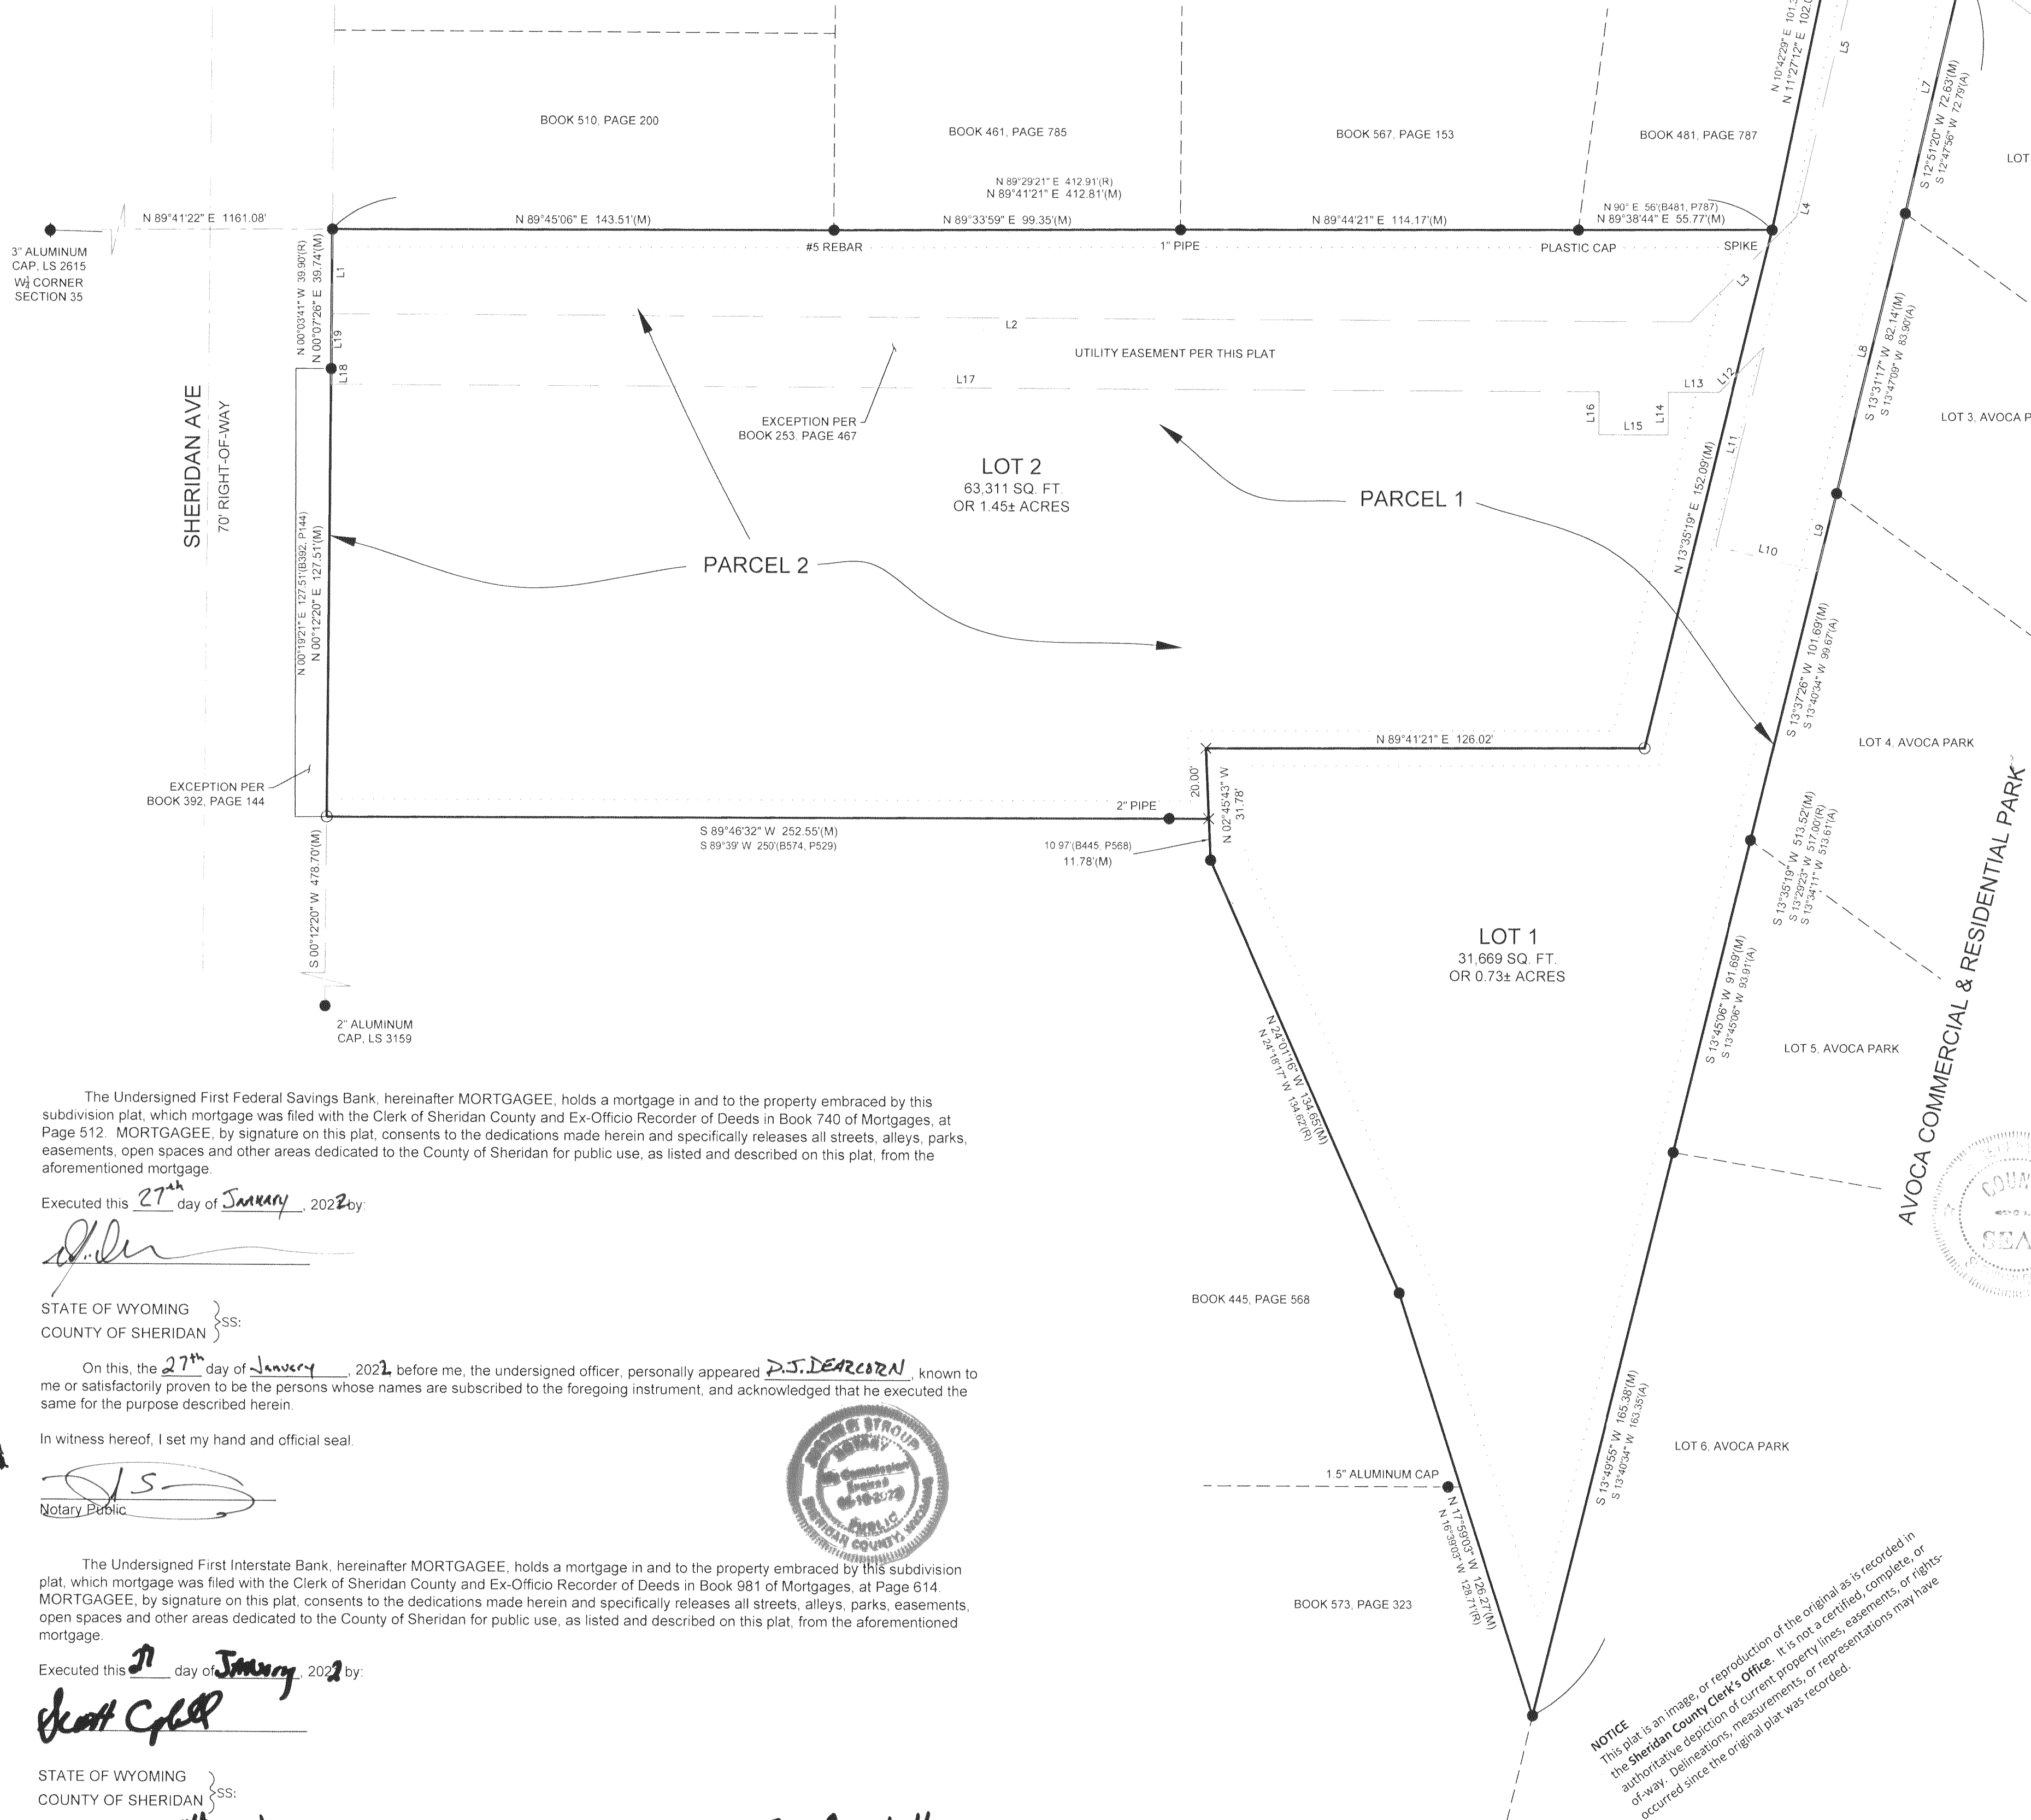 N 10°42'29" E 101.3
N 11°27'12" E 102.0
L5
L7
S 12°51'20" W 72.63'(M)
S 12°47'56" W 72.79'(A)
LOT
BOOK 510, PAGE 200
BOOK 461, PAGE 785
BOOK 567, PAGE 153
BOOK 481, PAGE 787
N 89°29'21" E 412.91'(R)
N 89°41'21" E 412.81'(M)
N 90° E 56'(B481, P787)
N 89°38'44" E 55.77'(M)
N 89°41'22" E 1161.08'
N 89°45'06" E 143.51'(M)
N 89°33'59" E 99.35'(M)
N 89°44'21" E 114.17'(M)
L4
#5 REBAR
1" PIPE
PLASTIC CAP
SPIKE
3" ALUMINUM
CAP, LS 2615
W¼ CORNER
SECTION 35
N 00°03'41" W 39.90'(R)
N 00°07'26" E 39.74'(M)
L1
L19
L18
L3
L2
UTILITY EASEMENT PER THIS PLAT
L17
L13
L12
L16
L14
L15
L11
L10
L8
L9
S 13°31'17" W 82.14'(M)
S 13°47'09" W 83.90'(A)
LOT 3, AVOCA P
EXCEPTION PER
BOOK 253, PAGE 467
SHERIDAN AVE
70' RIGHT-OF-WAY
LOT 2
63,311 SQ. FT.
OR 1.45± ACRES
PARCEL 1
PARCEL 2
N 13°35'19" E 152.09'(M)
N 00°19'21" E 127.51'(B392, P144)
N 00°12'20" E 127.51'(M)
S 13°37'26" W 101.69'(M)
S 13°40'34" W 99.67'(A)
LOT 4, AVOCA PARK
N 89°41'21" E 126.02'
EXCEPTION PER
BOOK 392, PAGE 144
20.00'
N 02°45'43" W
31.78'
2" PIPE
S 89°46'32" W 252.55'(M)
S 89°39' W 250'(B574, P529)
10.97'(B445, P568)
11.78'(M)
S 13°35'19" W 513.52'(M)
S 13°29'23" W 517.00'(R)
S 13°34'11" W 513.61'(A)
AVOCA COMMERCIAL & RESIDENTIAL PARK
S 00°12'20" W 478.70'(M)
LOT 1
31,669 SQ. FT.
OR 0.73± ACRES
S 13°45'06" W 91.69'(M)
S 13°45'06" W 93.91'(A)
LOT 5, AVOCA PARK
2" ALUMINUM
CAP, LS 3159
N 24°01'16" W 134.65'(M)
N 24°18'17" W 134.62'(R)
The Undersigned First Federal Savings Bank, hereinafter MORTGAGEE, holds a mortgage in and to the property embraced by this
subdivision plat, which mortgage was filed with the Clerk of Sheridan County and Ex-Officio Recorder of Deeds in Book 740 of Mortgages, at
Page 512. MORTGAGEE, by signature on this plat, consents to the dedications made herein and specifically releases all streets, alleys, parks,
easements, open spaces and other areas dedicated to the County of Sheridan for public use, as listed and described on this plat, from the
aforementioned mortgage.
Executed this 27th day of January, 2022 by:
STATE OF WYOMING
COUNTY OF SHERIDAN
SS:
On this, the 27th day of January, 2022 before me, the undersigned officer, personally appeared D.J. DEARCORN, known to
me or satisfactorily proven to be the persons whose names are subscribed to the foregoing instrument, and acknowledged that he executed the
same for the purpose described herein.
In witness hereof, I set my hand and official seal.
Notary Public
STROUP
NOTARY
My Commission
Expires
PUBLIC
SHERIDAN COUNTY, WYOMING
COUN
SEA
BOOK 445, PAGE 568
S 13°49'55" W 165.38'(M)
S 13°40'34" W 163.35'(A)
LOT 6, AVOCA PARK
1.5" ALUMINUM CAP
N 17°59'03" W 126.27'(M)
N 16°39'03" W 128.71'(R)
BOOK 573, PAGE 323
The Undersigned First Interstate Bank, hereinafter MORTGAGEE, holds a mortgage in and to the property embraced by this subdivision
plat, which mortgage was filed with the Clerk of Sheridan County and Ex-Officio Recorder of Deeds in Book 981 of Mortgages, at Page 614.
MORTGAGEE, by signature on this plat, consents to the dedications made herein and specifically releases all streets, alleys, parks, easements,
open spaces and other areas dedicated to the County of Sheridan for public use, as listed and described on this plat, from the aforementioned
mortgage.
Executed this 27 day of January, 2022 by:
Scott
STATE OF WYOMING
COUNTY OF SHERIDAN
SS:
NOTICE
This plat is an image, or reproduction of the original as is recorded in
the Sheridan County Clerk's Office. It is not a certified, complete, or
authoritative depiction of current property lines, easements, or rights-
of-way. Delineations, measurements, or representations may have
occurred since the original plat was recorded.